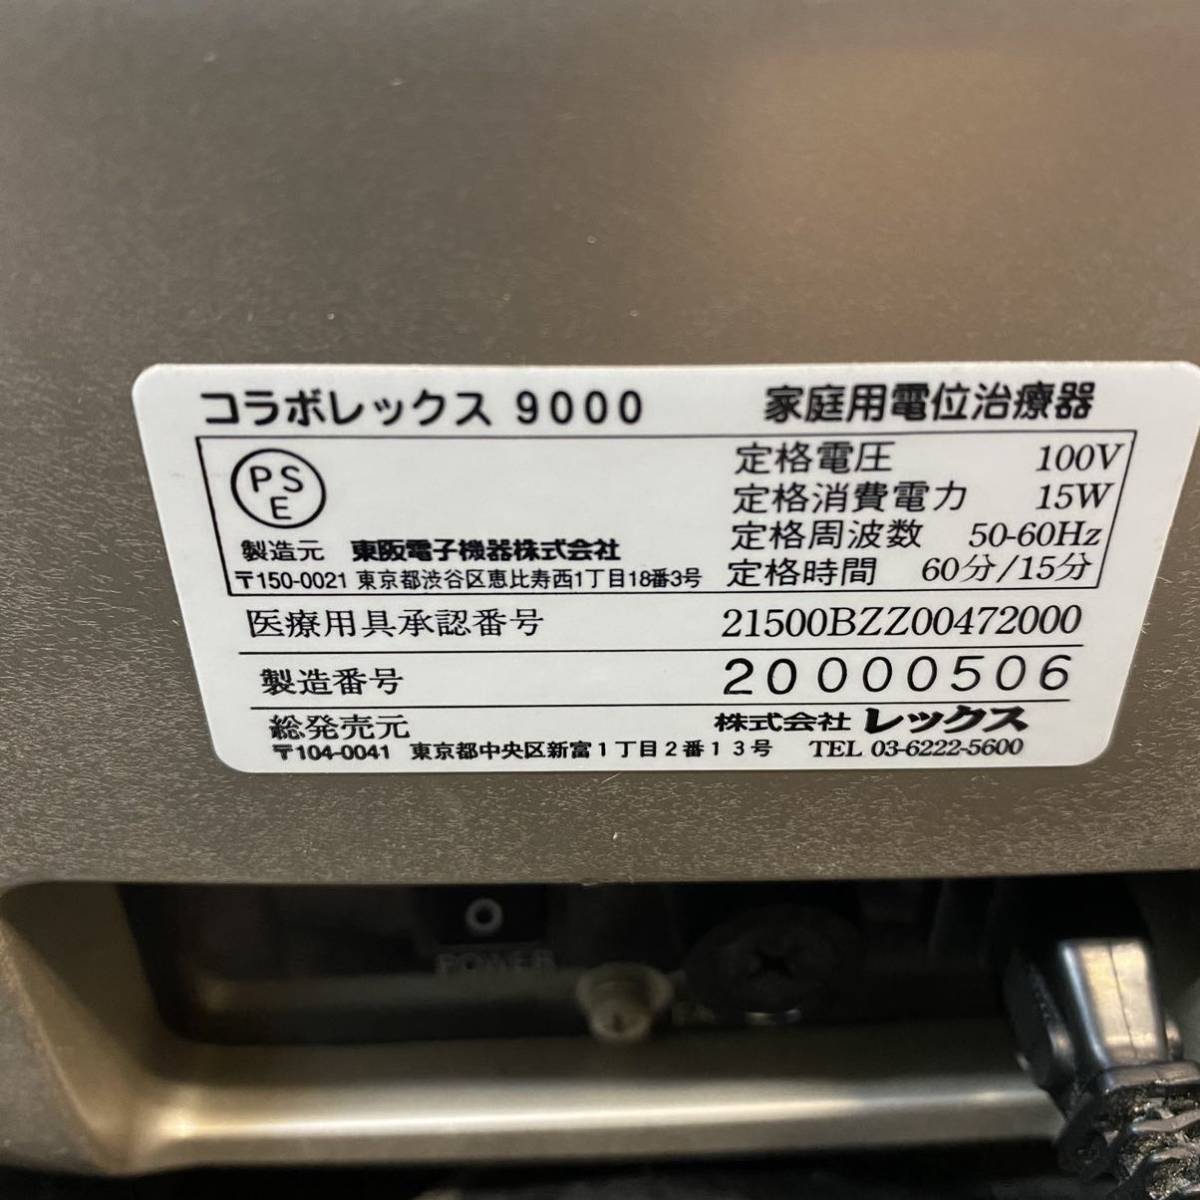 コラボレックス 9000 家庭用電位治療器
PSE
定格電圧 100V
定格消費電力 15W
定格周波数 50-60Hz
定格時間 60分/15分
製造元 東阪電子機器株式会社
〒150-0021 東京都渋谷区恵比寿西1丁目18番3号
医療用具承認番号 21500BZZ00472000
製造番号 20000506
総発売元 株式会社 レックス
〒104-0041 東京都中央区新富1丁目2番13号 TEL 03-6222-5600
POWER